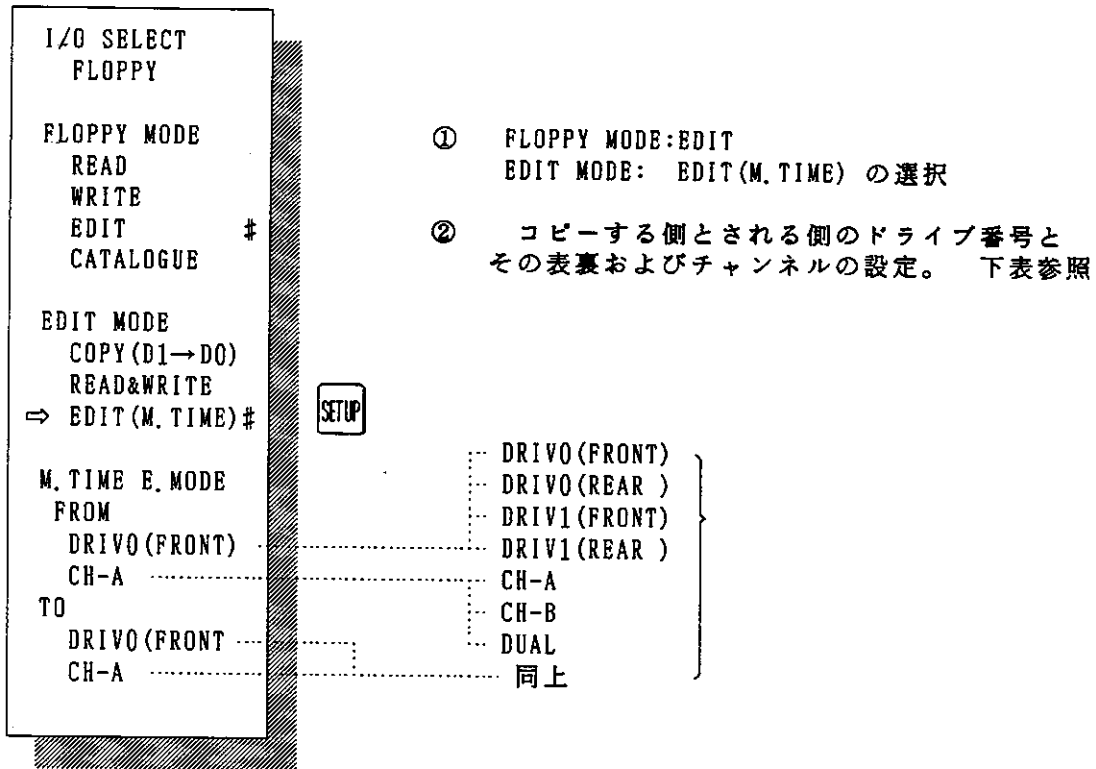 I/O SELECT
FLOPPY
FLOPPY MODE
READ
WRITE
EDIT #
CATALOGUE
EDIT MODE
COPY(D1→D0)
READ&WRITE
⇨ EDIT(M.TIME)#
M.TIME E.MODE
FROM
DRIV0(FRONT)
CH-A
TO
DRIV0(FRONT
CH-A
SETUP
① FLOPPY MODE:EDIT
EDIT MODE: EDIT(M.TIME) の選択
② コピーする側とされる側のドライブ番号と
その表裏およびチャンネルの設定。 下表参照
DRIV0(FRONT)
DRIV0(REAR )
DRIV1(FRONT)
DRIV1(REAR )
CH-A
CH-B
DUAL
同上